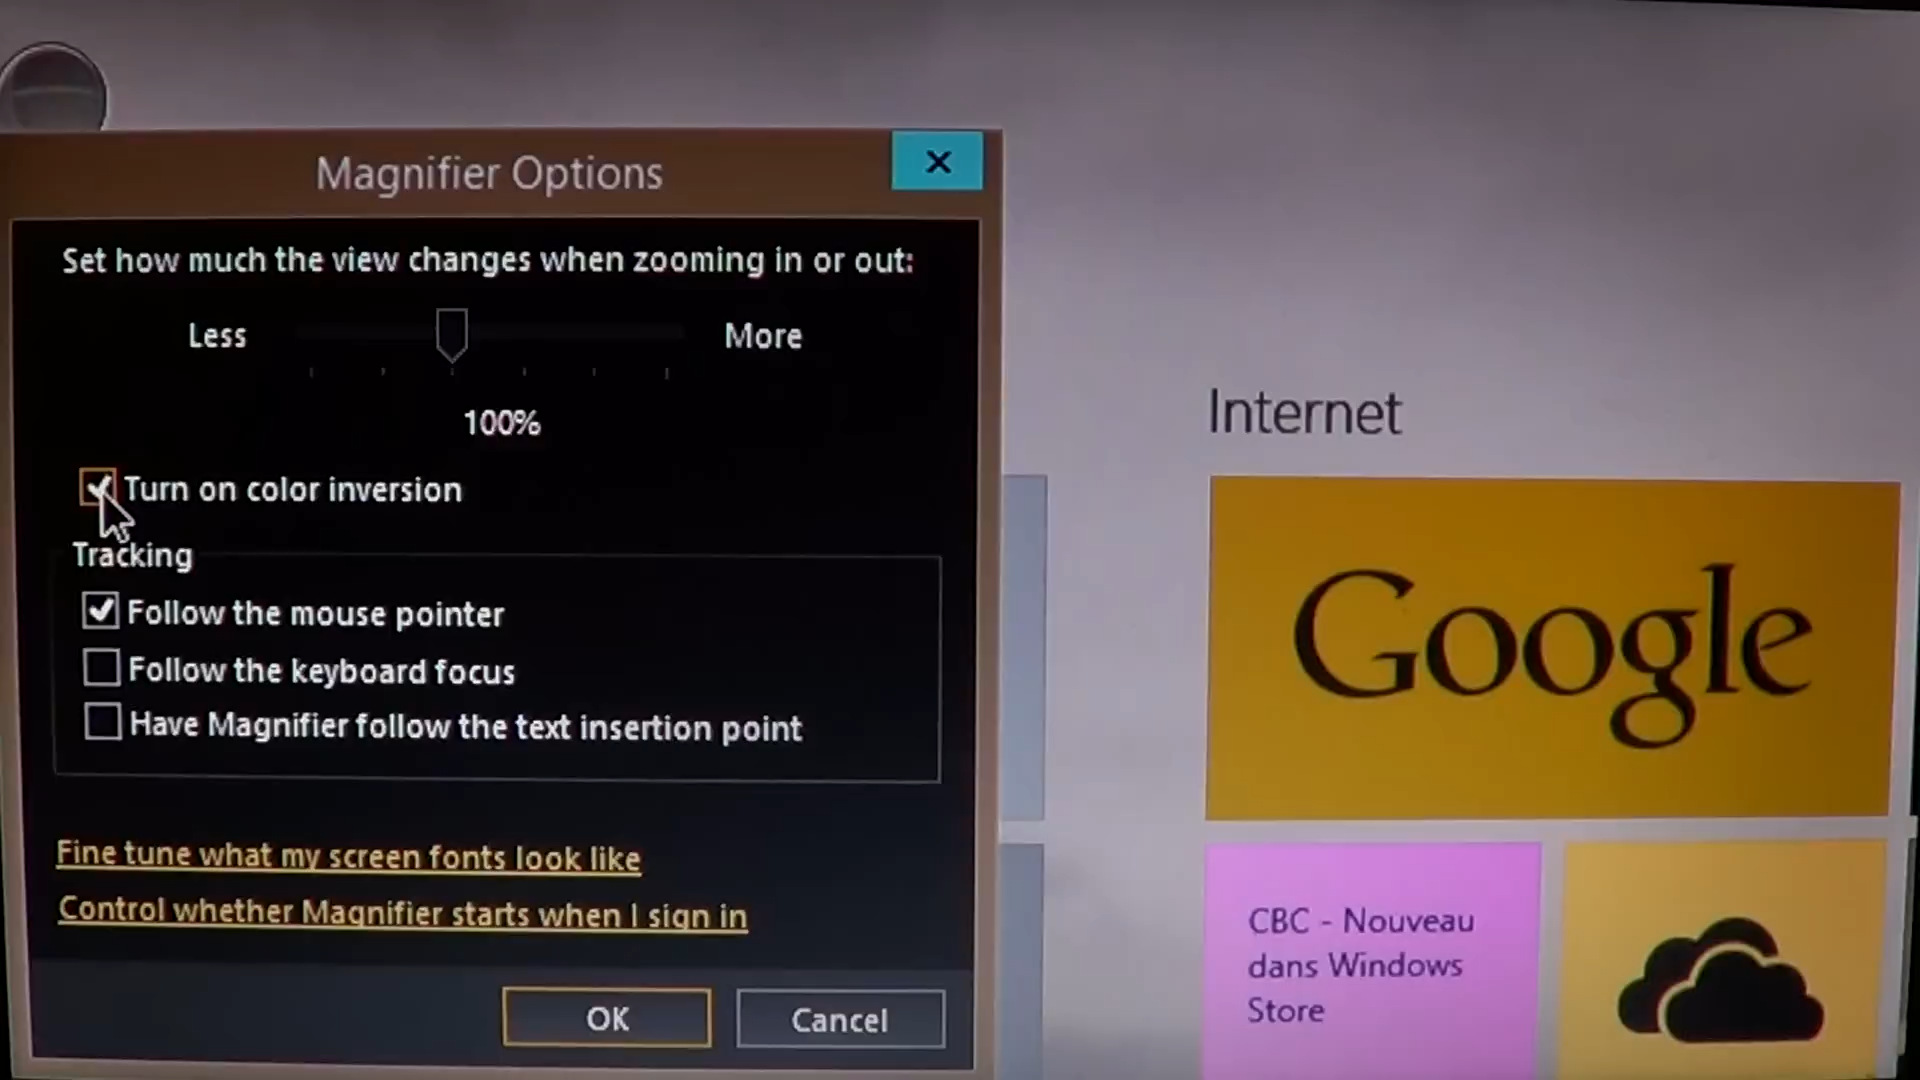 Magnifier Options
Set how much the view changes when zooming in or out:
Less
More
100%
Turn on color inversion
Tracking
Follow the mouse pointer
Follow the keyboard focus
Have Magnifier follow the text insertion point
Fine tune what my screen fonts look like
Control whether Magnifier starts when I sign in
OK
Cancel
Internet
Google
CBC - Nouveau
dans Windows
Store